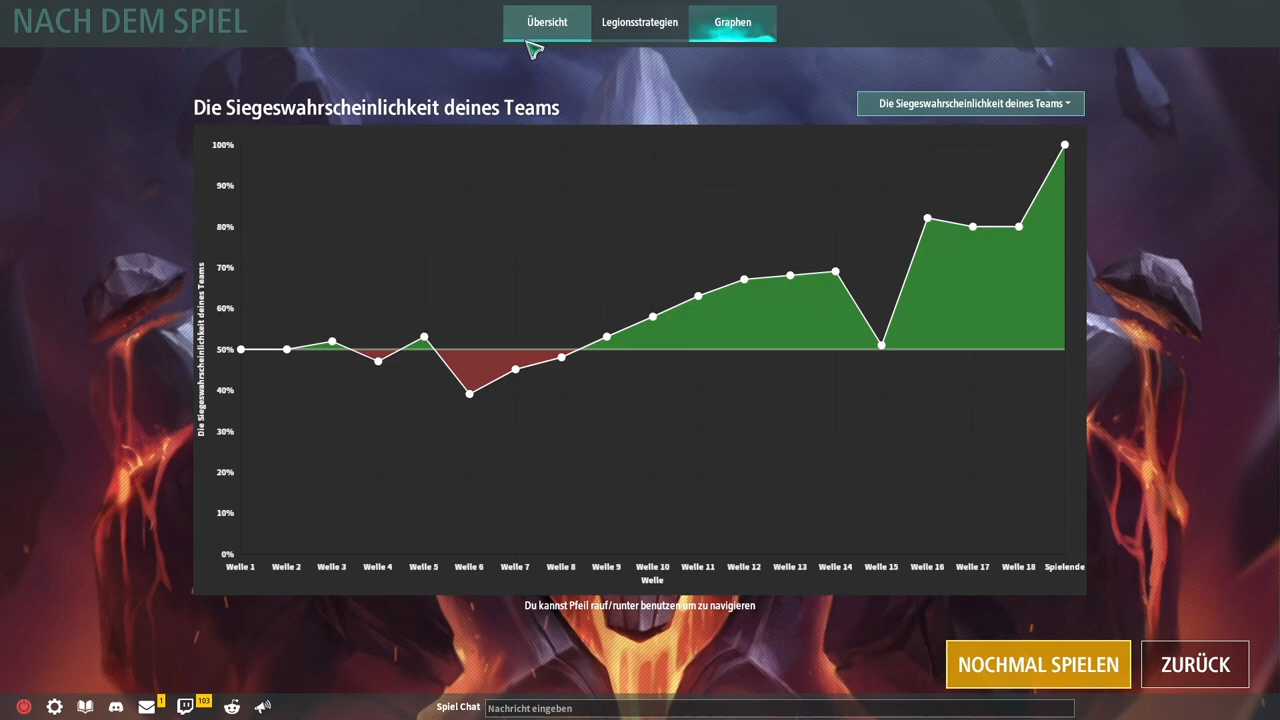 NACH DEM SPIEL
Übersicht
Legionsstrategien
Graphen
Die Siegeswahrscheinlichkeit deines Teams
Die Siegeswahrscheinlichkeit deines Teams
Die Siegeswahrscheinlichkeit deines Teams
100%
90%
80%
70%
60%
50%
40%
30%
20%
10%
0%
Welle 1 Welle 2 Welle 3 Welle 4 Welle 5 Welle 6 Welle 7 Welle 8 Welle 9 Welle 10 Welle 11 Welle 12 Welle 13 Welle 14 Welle 15 Welle 16 Welle 17 Welle 18 Spielende
Welle
Du kannst Pfeil rauf/runter benutzen um zu navigieren
NOCHMAL SPIELEN
ZURÜCK
1
103
Spiel Chat
Nachricht eingeben